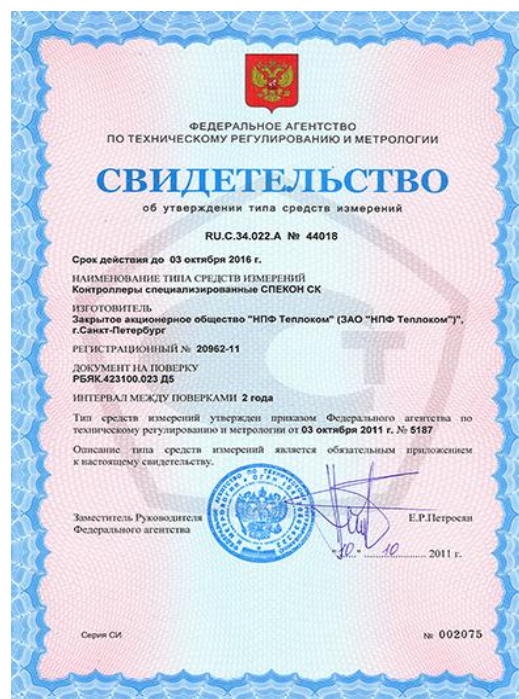 ФЕДЕРАЛЬНОЕ АГЕНТСТВО
ПО ТЕХНИЧЕСКОМУ РЕГУЛИРОВАНИЮ И МЕТРОЛОГИИ
СВИДЕТЕЛЬСТВО
об утверждении типа средств измерений
RU.C.34.022.A № 44018
Срок действия до 03 октября 2016 г.
НАИМЕНОВАНИЕ ТИПА СРЕДСТВ ИЗМЕРЕНИЙ
Контроллеры специализированные СПЕКОН СК
ИЗГОТОВИТЕЛЬ
Закрытое акционерное общество "НПФ Теплоком" (ЗАО "НПФ Теплоком")",
г.Санкт-Петербург
РЕГИСТРАЦИОННЫЙ № 20962-11
ДОКУМЕНТ НА ПОВЕРКУ
РБЯК.423100.023 Д5
ИНТЕРВАЛ МЕЖДУ ПОВЕРКАМИ 2 года
Тип средств измерений утвержден приказом Федерального агентства по
техническому регулированию и метрологии от 03 октября 2011 г. № 5187
Описание типа средств измерений является обязательным приложением
к настоящему свидетельству.
Заместитель Руководителя
Е.Р.Петросян
Федерального агентства
"10" 10 2011 г.
Серия СИ
№ 002075